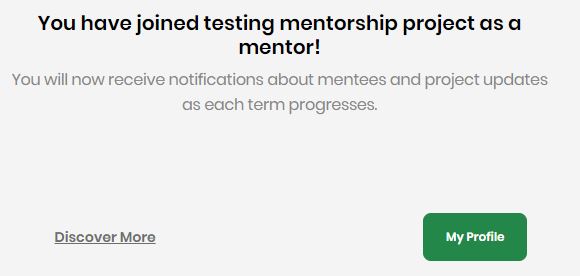 You have joined testing mentorship project as a
mentor!
You will now receive notifications about mentees and project updates
as each term progresses.
Discover More
My Profile